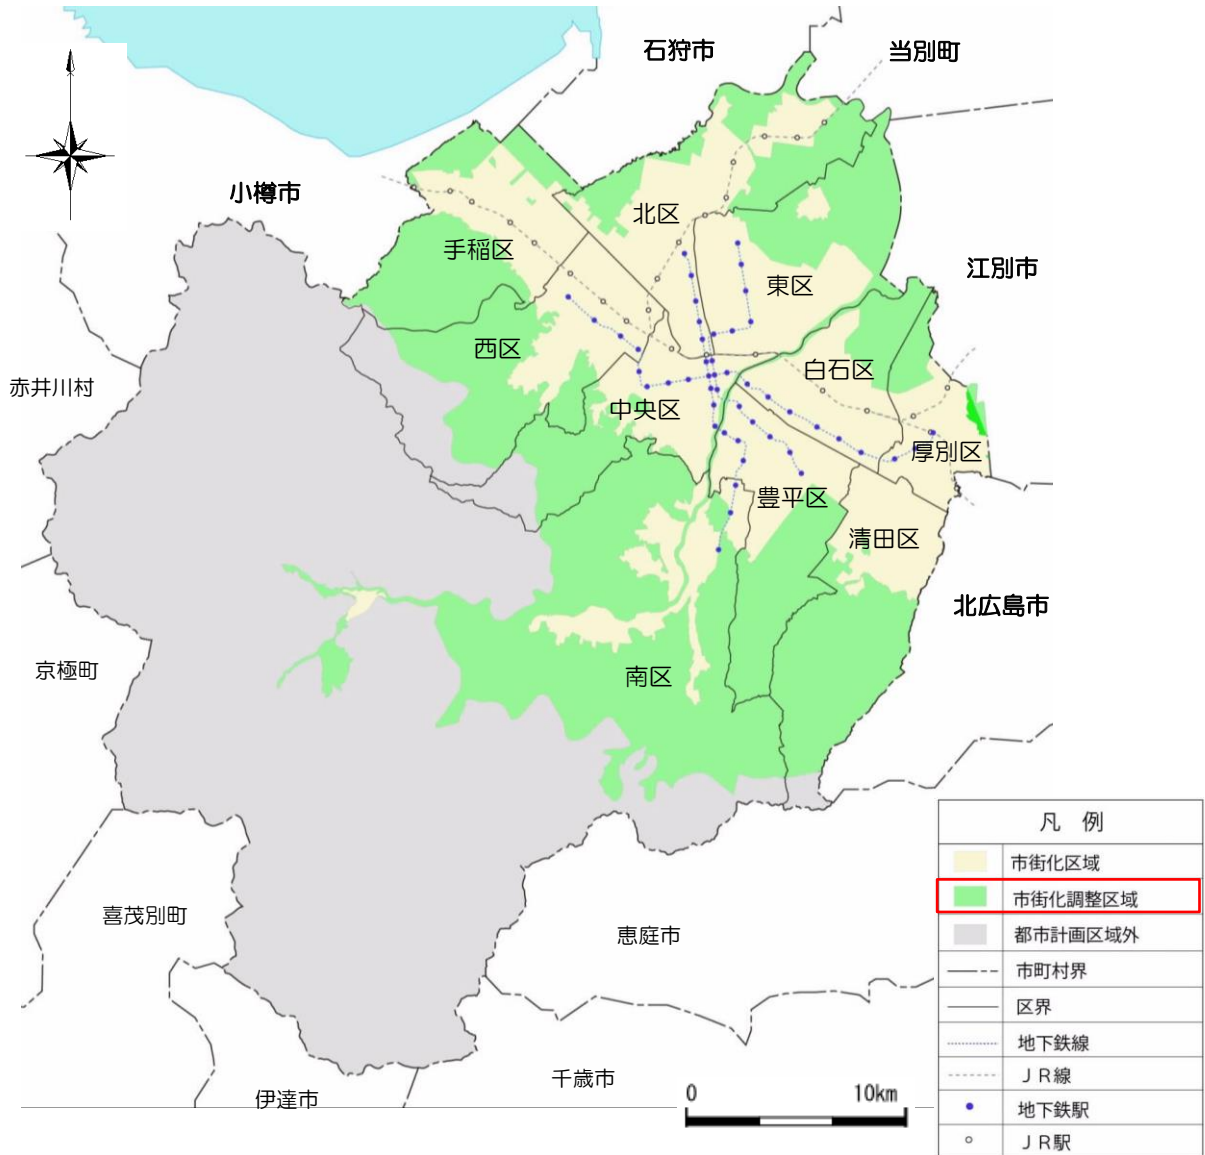 石狩市
当別町
小樽市
北区
手稲区
江別市
東区
西区
白石区
赤井川村
中央区
厚別区
豊平区
清田区
北広島市
京極町
南区
凡 例
市街化区域
市街化調整区域
喜茂別町
恵庭市
都市計画区域外
市町村界
区界
地下鉄線
千歳市
JR線
伊達市
0 10km
地下鉄駅
JR駅